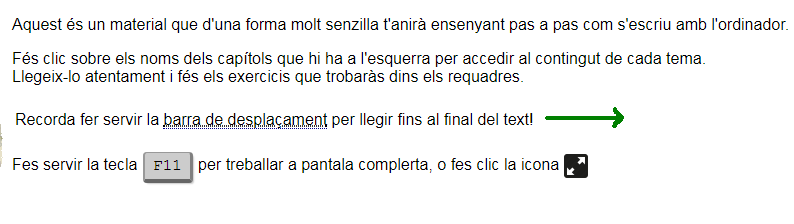 Aquest és un material que d'una forma molt senzilla t'anirà ensenyant pas a pas com s'escriu amb l'ordinador.
Fés clic sobre els noms dels capítols que hi ha a l'esquerra per accedir al contingut de cada tema.
Llegeix-lo atentament i fés els exercicis que trobaràs dins els requadres.
Recorda fer servir la barra de desplaçament per llegir fins al final del text!
Fes servir la tecla F11 per treballar a pantala complerta, o fes clic la icona